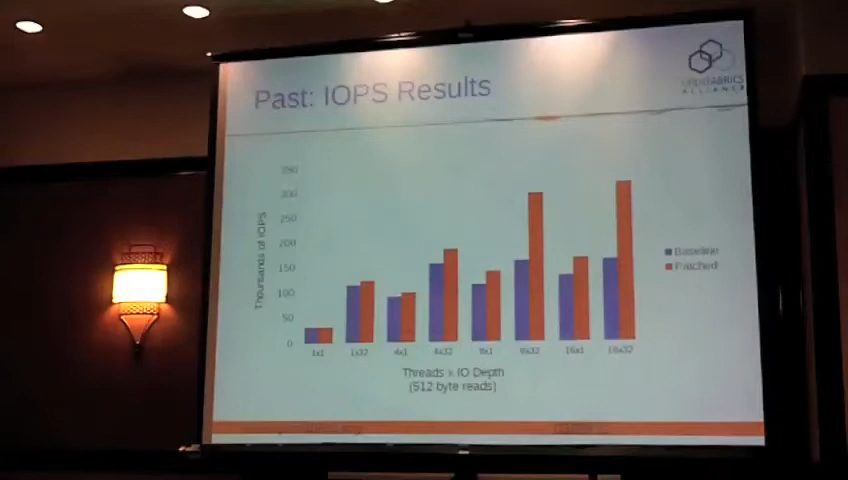 Past: IOPS Results
OPENFABRICS
ALLIANCE
350
300
250
200
150
100
50
0
Thountands of IOPS
Baseline
Patched
1x1
1x32
4x1
4x32
8x1
8x32
16x1
16x32
Threads x IO Depth
(512 byte reads)